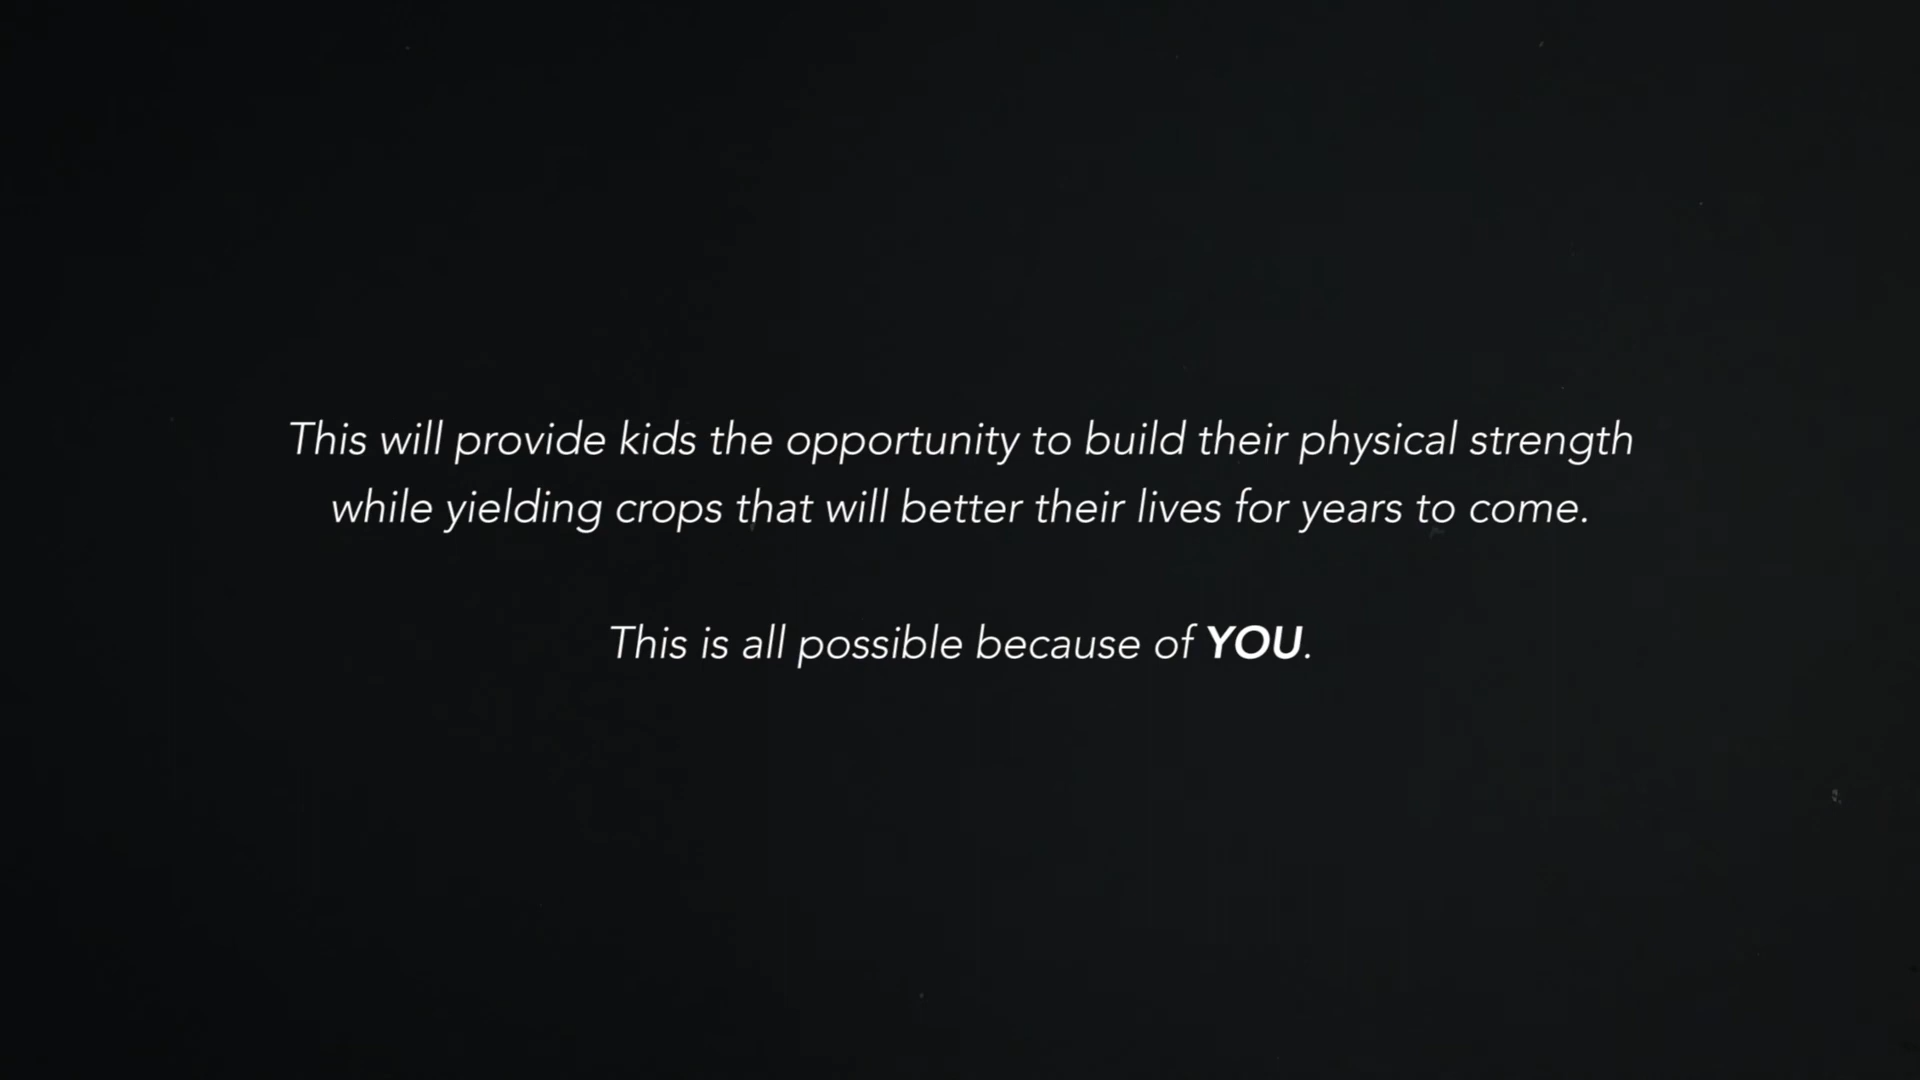 This will provide kids the opportunity to build their physical strength
while yielding crops that will better their lives for years to come.
This is all possible because of YOU.